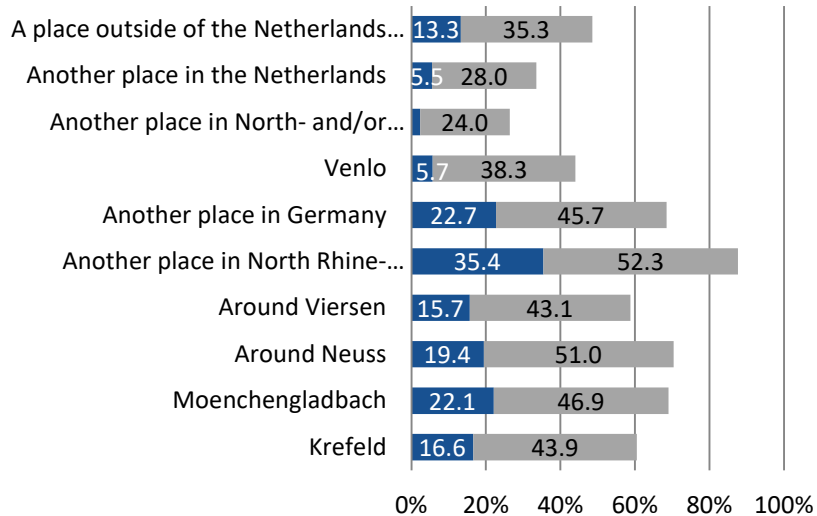 A place outside of the Netherlands… 13.3 35.3
Another place in the Netherlands 5.5 28.0
Another place in North- and/or… 24.0
Venlo 5.7 38.3
Another place in Germany 22.7 45.7
Another place in North Rhine-… 35.4 52.3
Around Viersen 15.7 43.1
Around Neuss 19.4 51.0
Moenchengladbach 22.1 46.9
Krefeld 16.6 43.9
0% 20% 40% 60% 80% 100%